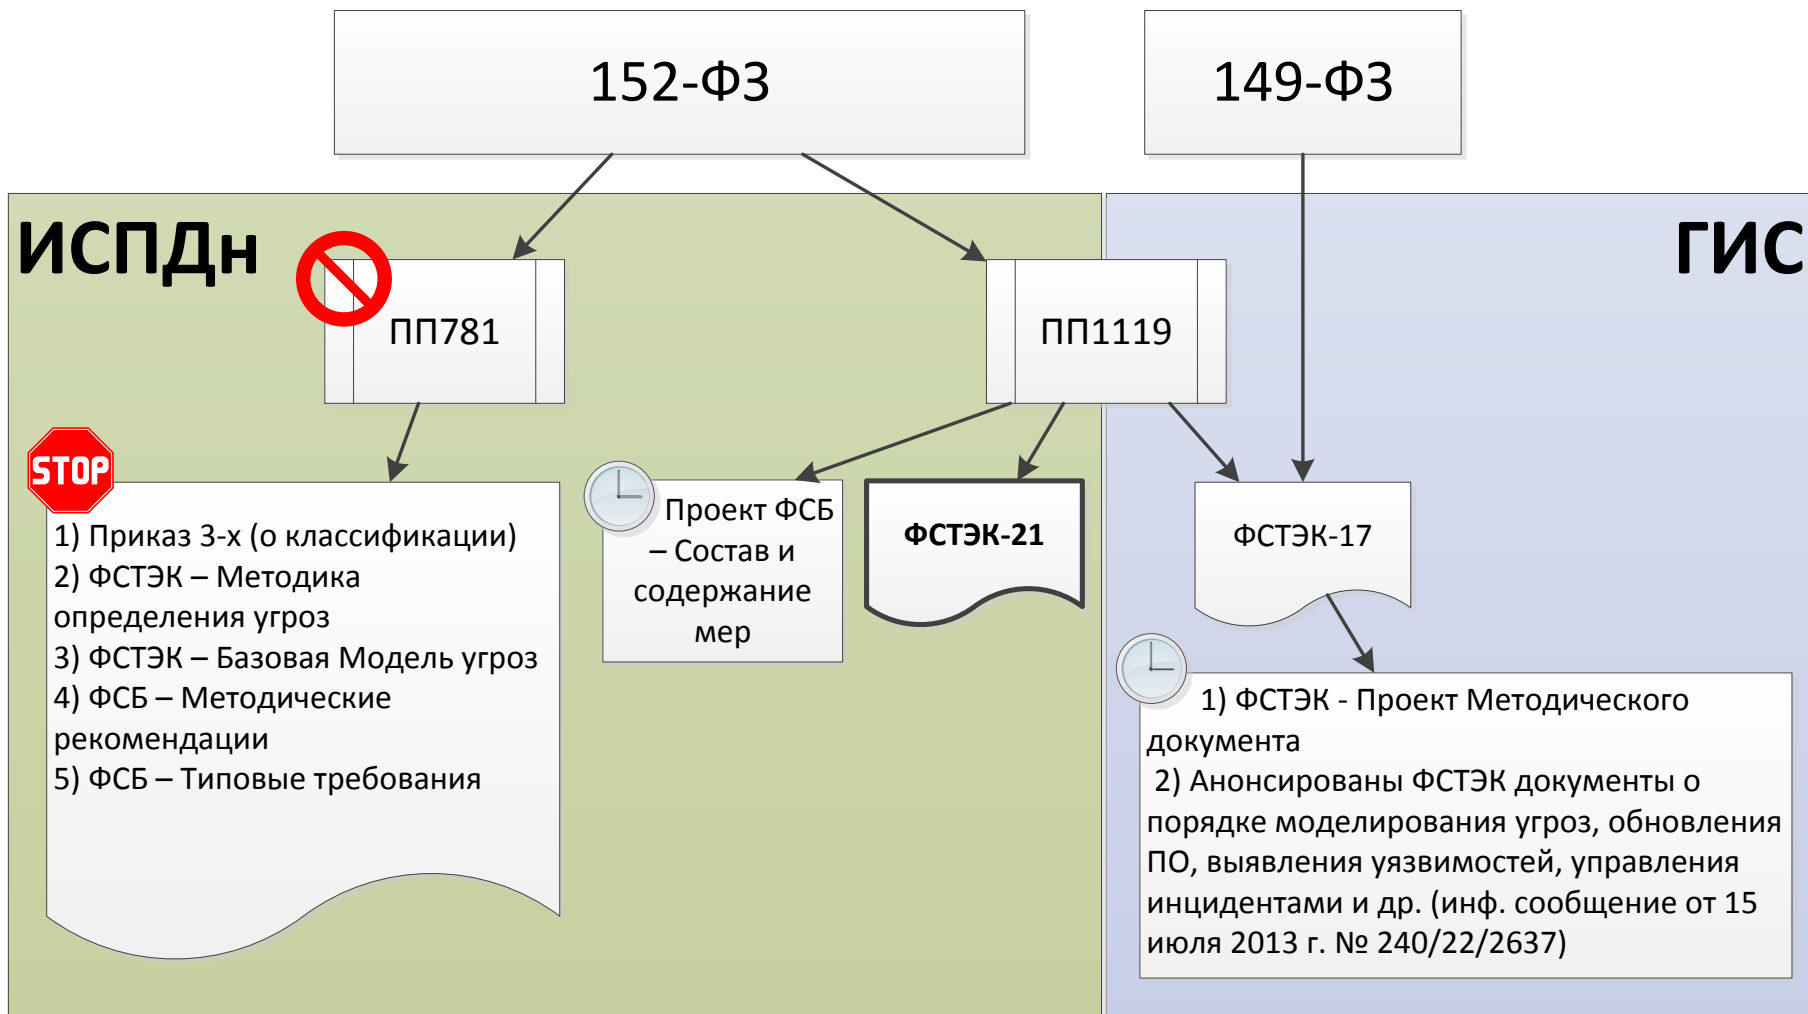 152-ФЗ
149-ФЗ
ИСПДн
ГИС
ПП781
ПП1119
STOP
1) Приказ 3-х (о классификации)
2) ФСТЭК – Методика
определения угроз
3) ФСТЭК – Базовая Модель угроз
4) ФСБ – Методические
рекомендации
5) ФСБ – Типовые требования
Проект ФСБ
– Состав и
содержание
мер
ФСТЭК-21
ФСТЭК-17
1) ФСТЭК - Проект Методического
документа
2) Анонсированы ФСТЭК документы о
порядке моделирования угроз, обновления
ПО, выявления уязвимостей, управления
инцидентами и др. (инф. сообщение от 15
июля 2013 г. № 240/22/2637)